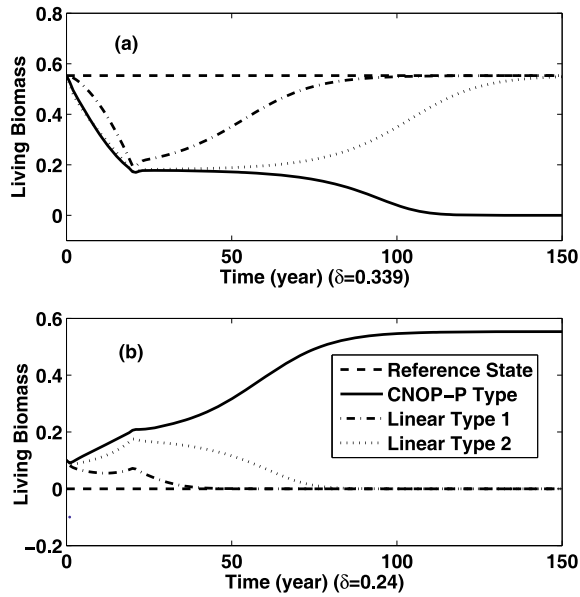 (a)
Living Biomass
0.8
0.6
0.4
0.2
0
0
50
100
150
Time (year) (δ=0.339)
(b)
Living Biomass
0.6
0.4
0.2
0
−0.2
Reference State
CNOP−P Type
Linear Type 1
Linear Type 2
0
50
100
150
Time (year) (δ=0.24)